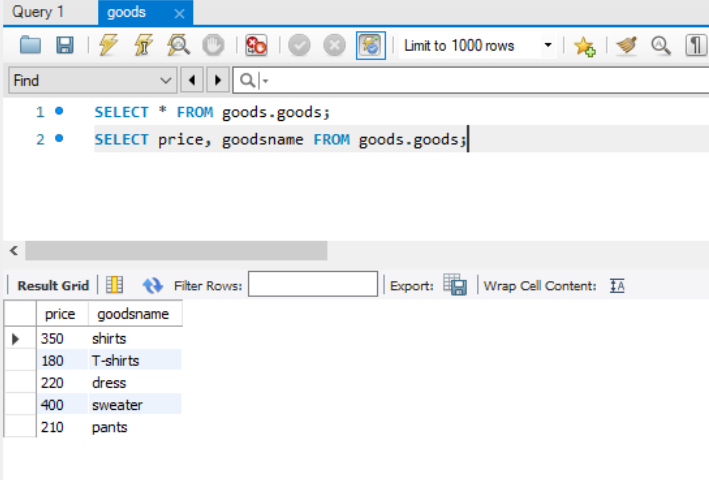 Query 1 goods ×
Limit to 1000 rows
Find
1 SELECT * FROM goods.goods;
2 SELECT price, goodsname FROM goods.goods;
Result Grid Filter Rows: Export: Wrap Cell Content: IA
price goodsname
350 shirts
180 T-shirts
220 dress
400 sweater
210 pants